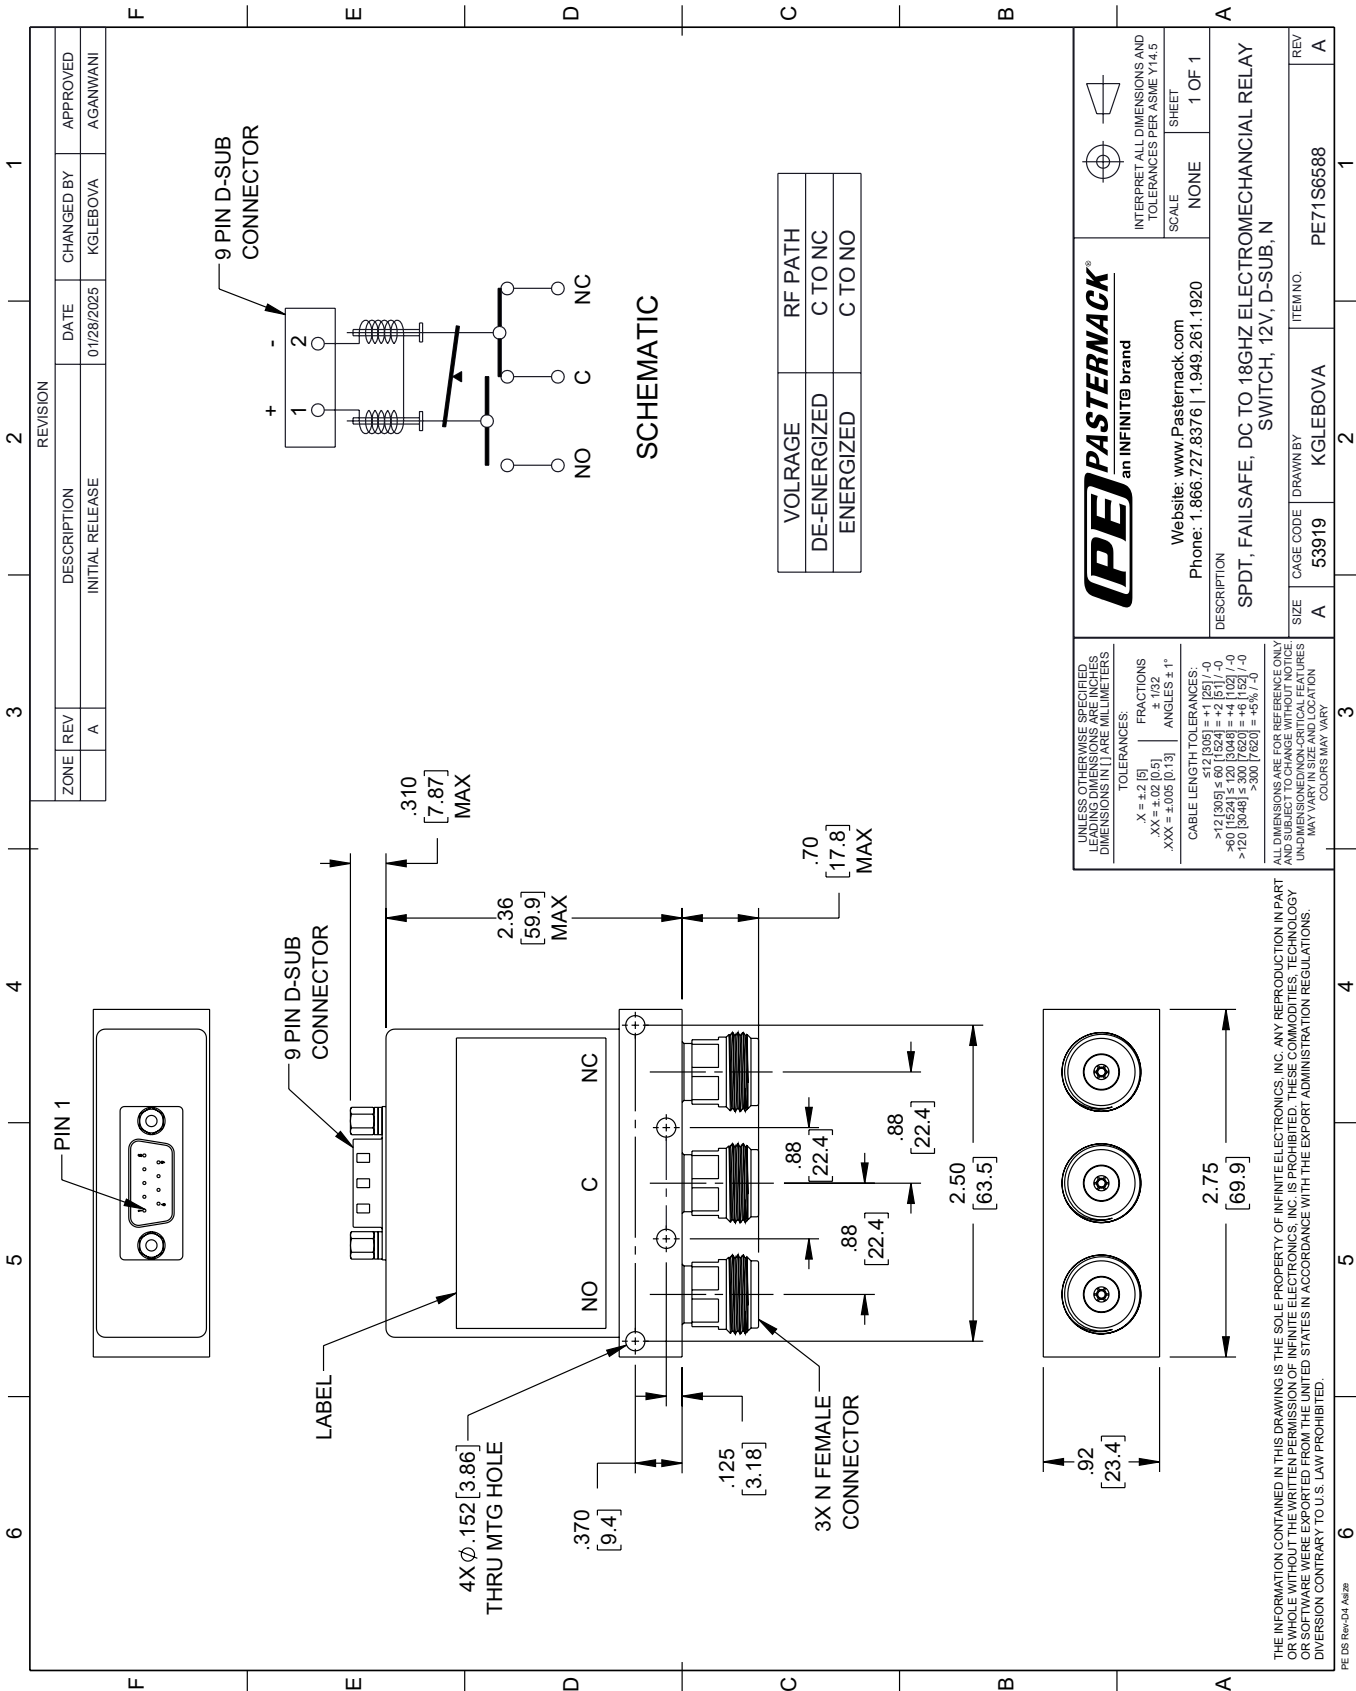 6
5
4
3
2
1
F
E
D
C
B
A
REVISION
ZONE REV DESCRIPTION DATE CHANGED BY APPROVED
A INITIAL RELEASE 01/28/2025 KGLEBOVA AGANWANI
PIN 1
9 PIN D-SUB
CONNECTOR
LABEL
NO C NC
.310
[7.87]
MAX
2.36
[59.9]
MAX
.70
[17.8]
MAX
4X Ø .152 [3.86]
THRU MTG HOLE
.370
[9.4]
.125
[3.18]
3X N FEMALE
CONNECTOR
.88
[22.4]
.88
[22.4]
.88
[22.4]
2.50
[63.5]
.92
[23.4]
2.75
[69.9]
9 PIN D-SUB
CONNECTOR
+ -
1 2
NO C NC
SCHEMATIC
VOLRAGE RF PATH
DE-ENERGIZED C TO NC
ENERGIZED C TO NO
UNLESS OTHERWISE SPECIFIED
LEADING DIMENSIONS ARE INCHES
DIMENSIONS IN [ ] ARE MILLIMETERS
TOLERANCES:
.X = ±.2 [5] FRACTIONS
.XX = ±.02 [0.5] ± 1/32
.XXX = ±.005 [0.13] ANGLES ± 1°
CABLE LENGTH TOLERANCES:
≤12 [305] = +1 [25] / -0
>12 [305] ≤ 60 [1524] = +2 [51] / -0
>60 [1524] ≤ 120 [3048] = +4 [102] / -0
>120 [3048] ≤ 300 [7620] = +6 [152] / -0
>300 [7620] = +5% / -0
ALL DIMENSIONS ARE FOR REFERENCE ONLY
AND SUBJECT TO CHANGE WITHOUT NOTICE.
UN-DIMENSIONED/NON-CRITICAL FEATURES
MAY VARY IN SIZE AND LOCATION
COLORS MAY VARY
PE PASTERNACK®
an INFINIT@ brand
Website: www.Pasternack.com
Phone: 1.866.727.8376 | 1.949.261.1920
INTERPRET ALL DIMENSIONS AND
TOLERANCES PER ASME Y14.5
SCALE SHEET
NONE 1 OF 1
DESCRIPTION
SPDT, FAILSAFE, DC TO 18GHZ ELECTROMECHANCIAL RELAY
SWITCH, 12V, D-SUB, N
SIZE CAGE CODE DRAWN BY ITEM NO. REV
A 53919 KGLEBOVA PE71S6588 A
THE INFORMATION CONTAINED IN THIS DRAWING IS THE SOLE PROPERTY OF INFINITE ELECTRONICS, INC. ANY REPRODUCTION IN PART
OR WHOLE WITHOUT THE WRITTEN PERMISSION OF INFINITE ELECTRONICS, INC. IS PROHIBITED. THESE COMMODITIES, TECHNOLOGY
OR SOFTWARE WERE EXPORTED FROM THE UNITED STATES IN ACCORDANCE WITH THE EXPORT ADMINISTRATION REGULATIONS.
DIVERSION CONTRARY TO U.S. LAW PROHIBITED.
PE DS Rev-D4 Asize
6
5
4
3
2
1
F
E
D
C
B
A